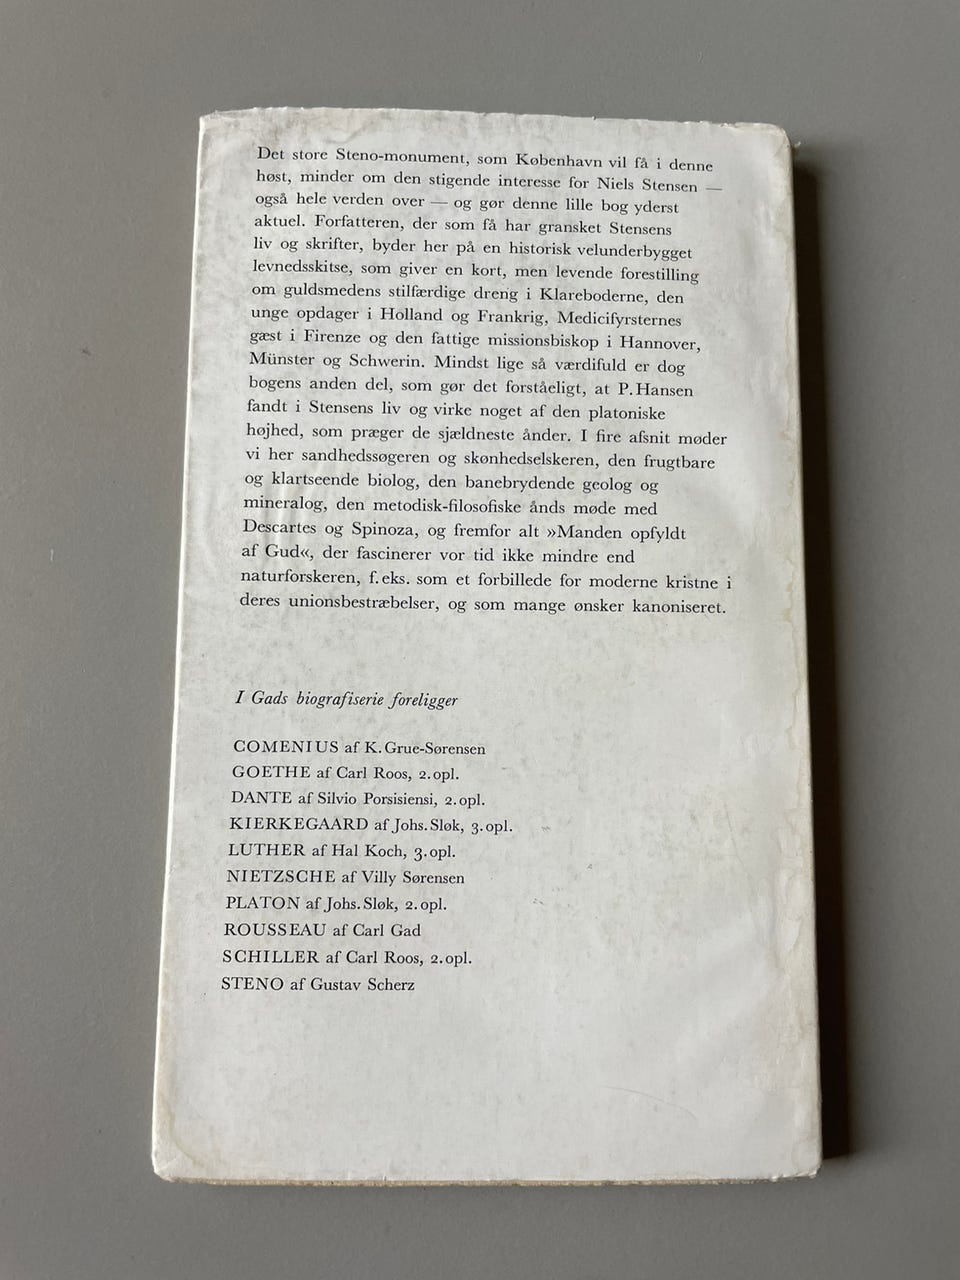 Det store Steno-monument, som København vil få i denne
høst, minder om den stigende interesse for Niels Stensen —
også hele verden over — og gør denne lille bog yderst
aktuel. Forfatteren, der som få har gransket Stensens
liv og skrifter, byder her på en historisk velunderbygget
levnedsskitse, som giver en kort, men levende forestilling
om guldsmedens stilfærdige dreng i Klareboderne, den
unge opdager i Holland og Frankrig, Medicifyrsternes
gæst i Firenze og den fattige missionsbiskop i Hannover,
Münster og Schwerin. Mindst lige så værdifuld er dog
bogens anden del, som gør det forståeligt, at P. Hansen
fandt i Stensens liv og virke noget af den platoniske
højhed, som præger de sjældneste ånder. I fire afsnit møder
vi her sandhedssøgeren og skønhedselskeren, den frugtbare
og klartseende biolog, den banebrydende geolog og
mineralog, den metodisk-filosofiske ånds møde med
Descartes og Spinoza, og fremfor alt »Manden opfyldt
af Gud«, der fascinerer vor tid ikke mindre end
naturforskeren, f. eks. som et forbillede for moderne kristne i
deres unionsbestræbelser, og som mange ønsker kanoniseret.
I Gads biografiserie foreligger
COMENIUS af K. Grue-Sørensen
GOETHE af Carl Roos, 2. opl.
DANTE af Silvio Porsisiensi, 2. opl.
KIERKEGAARD af Johs. Sløk, 3. opl.
LUTHER af Hal Koch, 3. opl.
NIETZSCHE af Villy Sørensen
PLATON af Johs. Sløk, 2. opl.
ROUSSEAU af Carl Gad
SCHILLER af Carl Roos, 2. opl.
STENO af Gustav Scherz